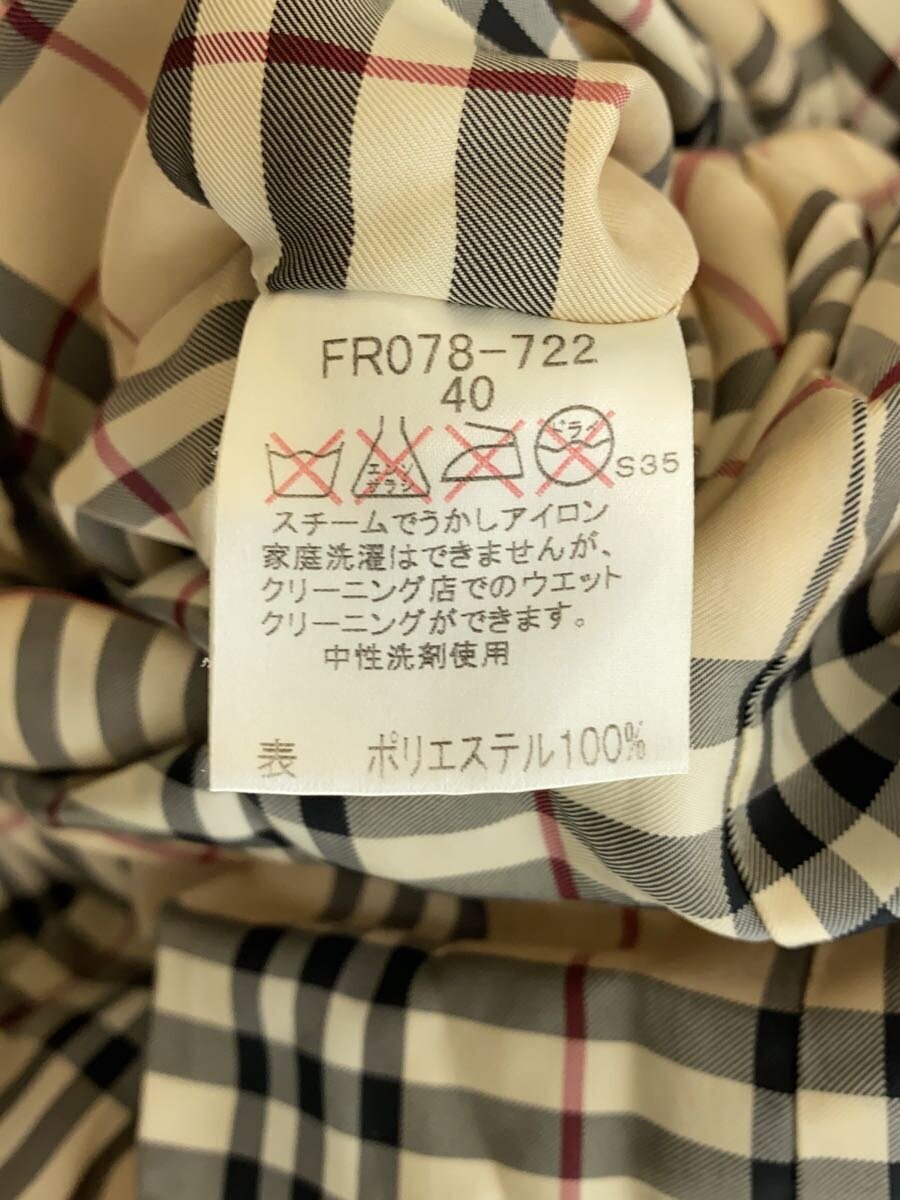 FR078-722
40
エンソ
サラシ
ドライ
S35
スチームでうかしアイロン
家庭洗濯はできませんが、
クリーニング店でのウエット
クリーニングができます。
中性洗剤使用
表 ポリエステル100%